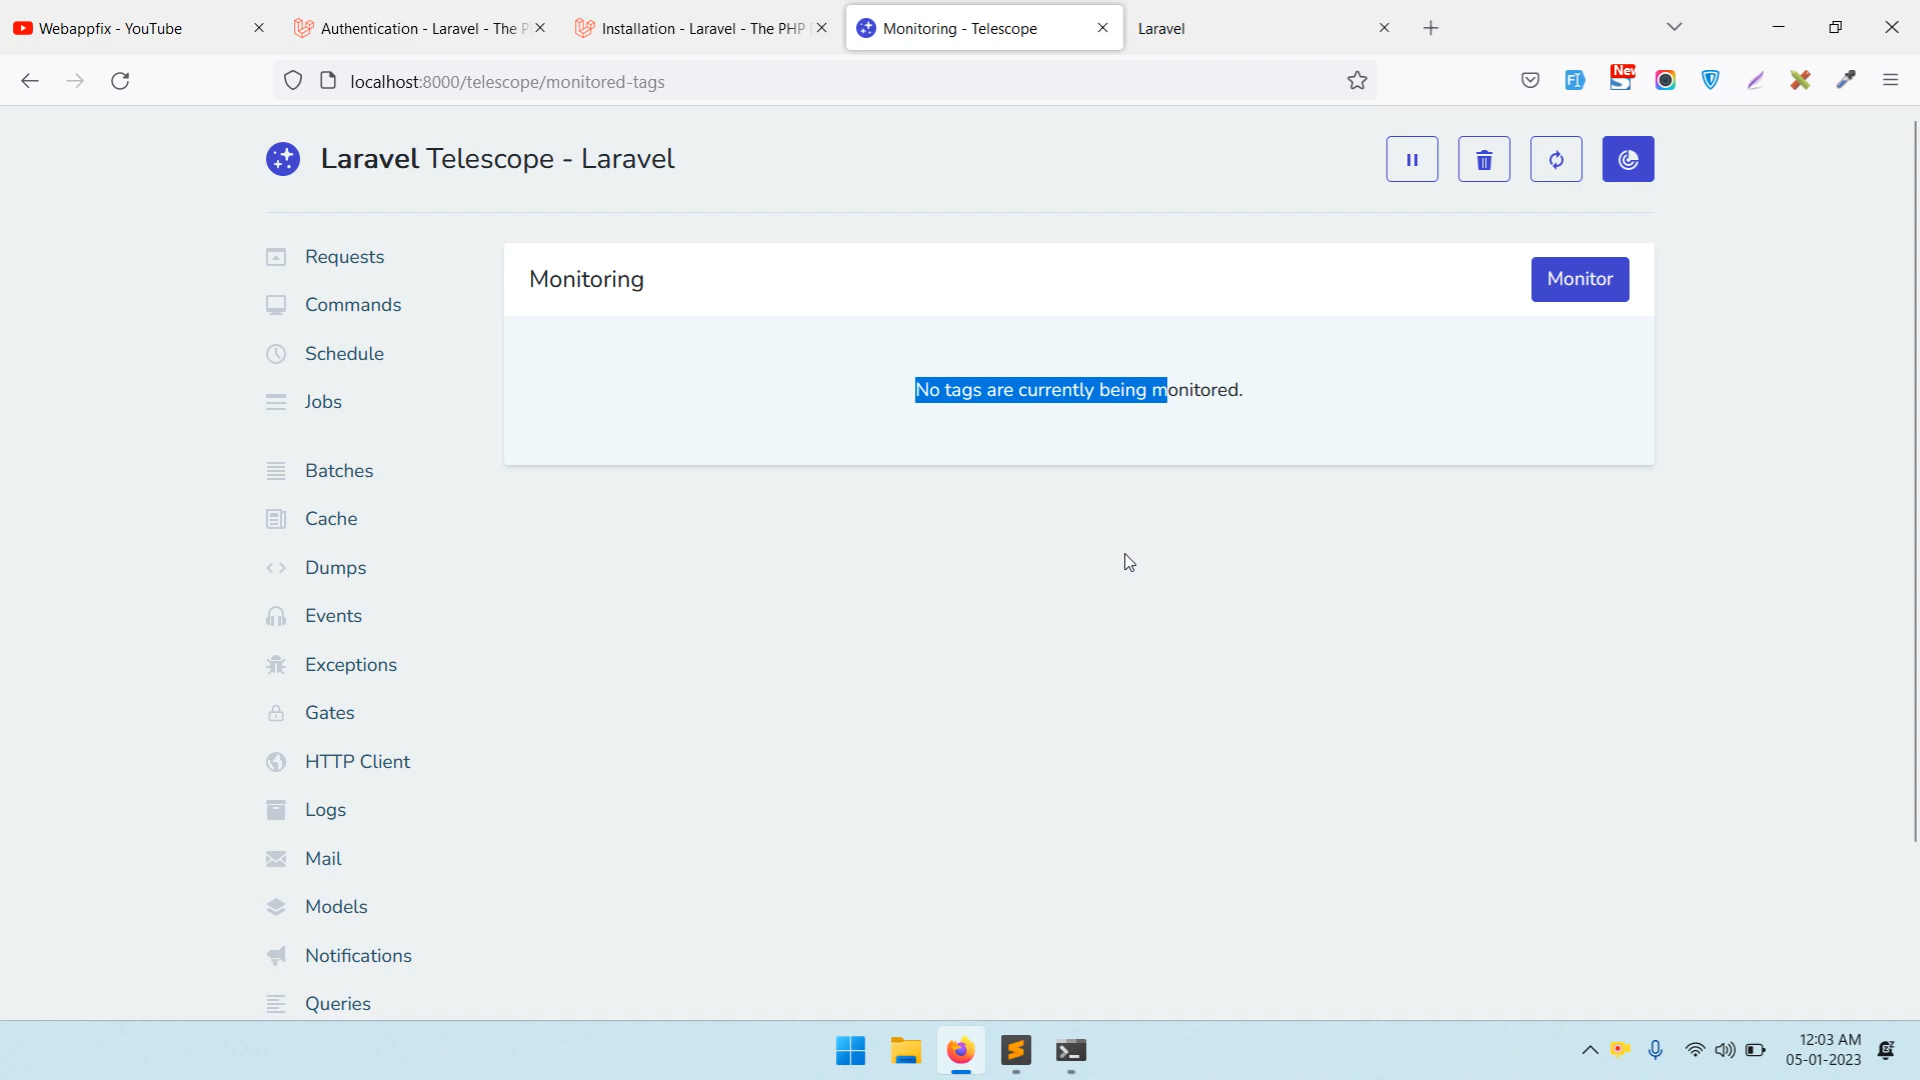 Webappfix - YouTube
Authentication - Laravel - The P
Installation - Laravel - The PHP
Monitoring - Telescope
Laravel
localhost:8000/telescope/monitored-tags
New
Laravel Telescope - Laravel
Requests
Commands
Schedule
Jobs
Batches
Cache
Dumps
Events
Exceptions
Gates
HTTP Client
Logs
Mail
Models
Notifications
Queries
Monitoring
Monitor
No tags are currently being monitored.
12:03 AM
05-01-2023